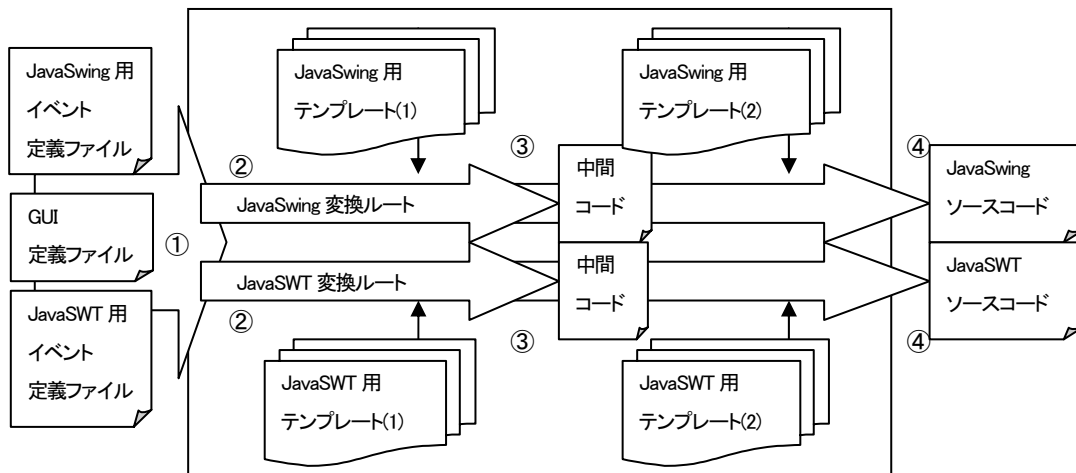 JavaSwing 用
イベント
定義ファイル
GUI
定義ファイル
JavaSWT 用
イベント
定義ファイル
①
JavaSwing 用
テンプレート(1)
JavaSwing 用
テンプレート(2)
②
JavaSwing 変換ルート
③
中間
コード
④
JavaSwing
ソースコード
JavaSWT 変換ルート
②
中間
コード
③
JavaSWT
ソースコード
④
JavaSWT 用
テンプレート(1)
JavaSWT 用
テンプレート(2)